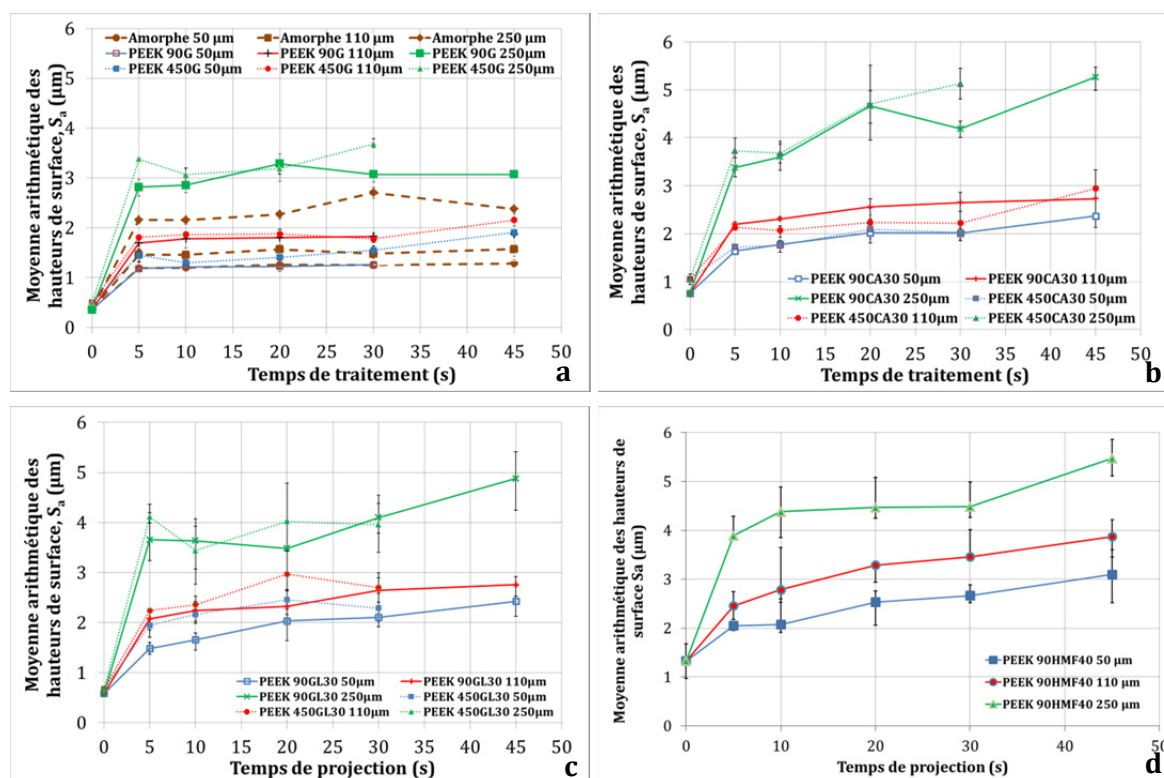 Moyenne arithmétique des
hauteurs de surface, Sa (µm)
6
5
4
3
2
1
0
Amorphe 50 µm Amorphe 110 µm Amorphe 250 µm
PEEK 90G 50µm PEEK 90G 110µm PEEK 90G 250µm
PEEK 450G 50µm PEEK 450G 110µm PEEK 450G 250µm
0 5 10 15 20 25 30 35 40 45 50
Temps de traitement (s)
a
Moyenne arithmétique des
hauteurs de surface, Sa (µm)
6
5
4
3
2
1
0
PEEK 90CA30 50µm PEEK 90CA30 110µm
PEEK 90CA30 250µm PEEK 450CA30 50µm
PEEK 450CA30 110µm PEEK 450CA30 250µm
0 5 10 15 20 25 30 35 40 45 50
Temps de traitement (s)
b
Moyenne arithmétique des
hauteurs de surface, Sa (µm)
6
5
4
3
2
1
0
PEEK 90GL30 50µm PEEK 90GL30 110µm
PEEK 90GL30 250µm PEEK 450GL30 50µm
PEEK 450GL30 110µm PEEK 450GL30 250µm
0 5 10 15 20 25 30 35 40 45 50
Temps de projection (s)
c
Moyenne arithmétique des hauteurs de
surface Sa (µm)
6
5
4
3
2
1
0
PEEK 90HMF40 50 µm
PEEK 90HMF40 110 µm
PEEK 90HMF40 250 µm
0 5 10 15 20 25 30 35 40 45 50
Temps de projection (s)
d